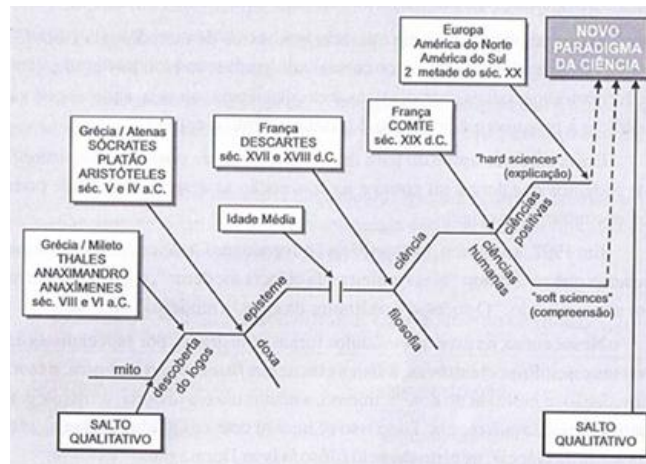 Europa
América do Norte
América do Sul
2 metade do séc. XX
NOVO
PARADIGMA
DA CIÊNCIA
Grécia / Atenas
SÓCRATES
PLATÃO
ARISTÓTELES
séc. V e IV a.C.
França
DESCARTES
séc. XVII e XVIII d.C.
França
COMTE
séc. XIX d.C.
"hard sciences"
(explicação)
Idade Média
Grécia / Mileto
THALES
ANAXIMANDRO
ANAXÍMENES
séc. VIII e VI a.C.
mito
descoberta
do logos
episteme
doxa
ciência
filosofia
ciências
positivas
ciências
humanas
"soft sciences"
(compreensão)
SALTO
QUALITATIVO
SALTO
QUALITATIVO